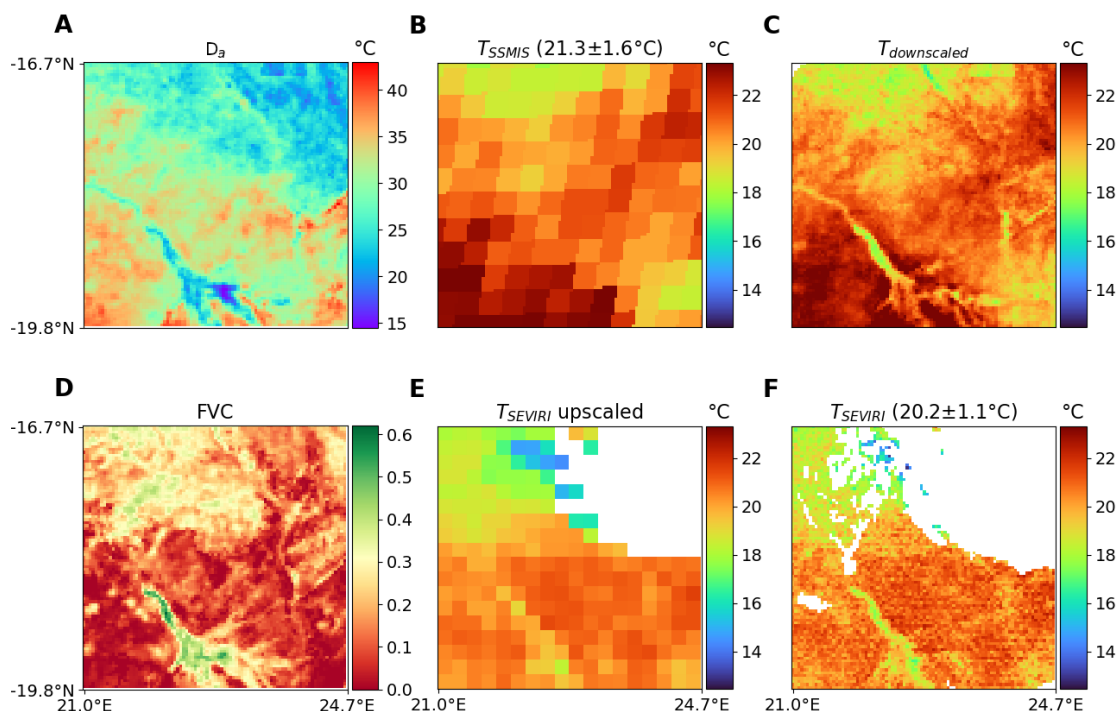 A
B
C
Dₐ
°C
T_SSMIS (21.3±1.6°C)
°C
T_downscaled
°C
-16.7°N
-19.8°N
40
35
30
25
20
15
22
20
18
16
14
22
20
18
16
14
D
E
F
FVC
T_SEVIRI upscaled
°C
T_SEVIRI (20.2±1.1°C)
°C
-16.7°N
-19.8°N
21.0°E
24.7°E
0.6
0.5
0.4
0.3
0.2
0.1
0.0
22
20
18
16
14
21.0°E
24.7°E
22
20
18
16
14
21.0°E
24.7°E